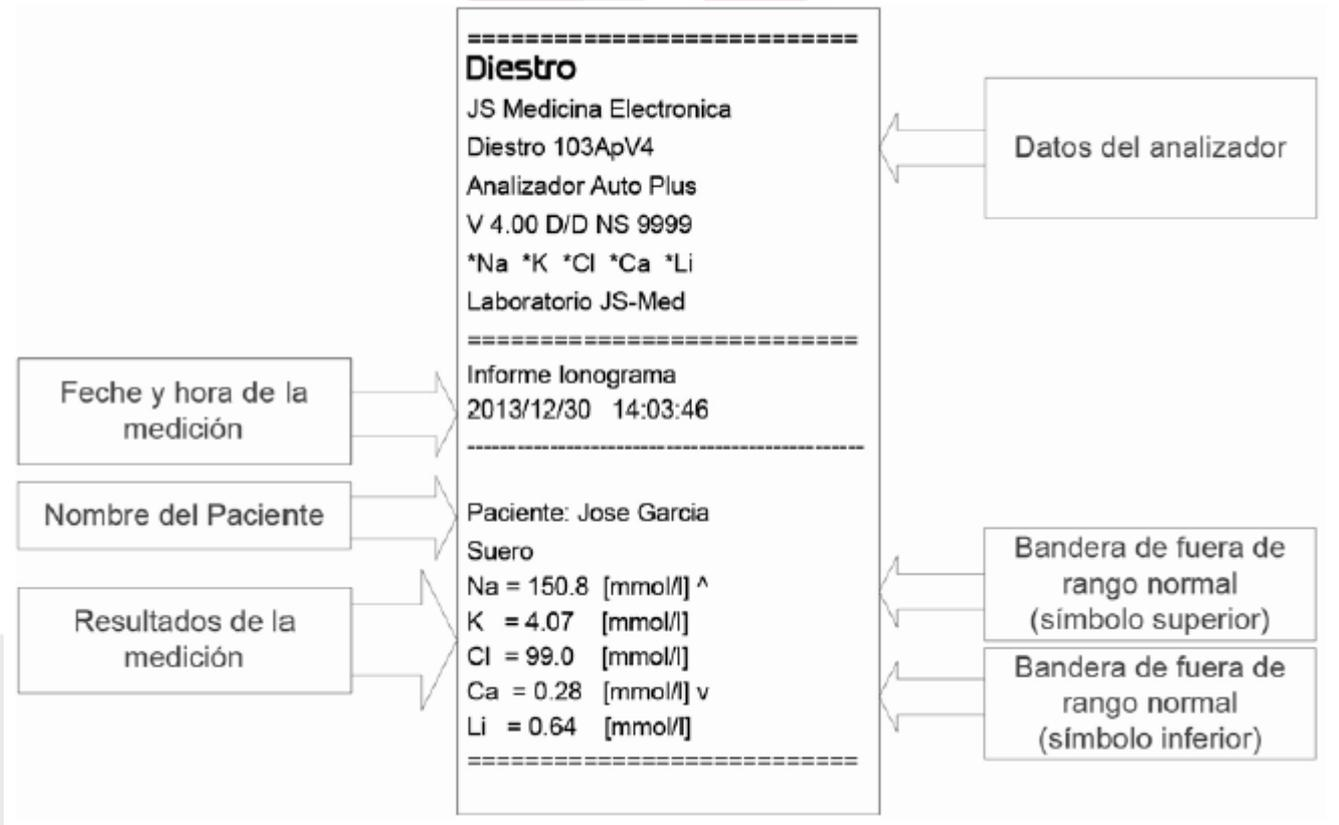 ===========================
Diestro
JS Medicina Electronica
Diestro 103ApV4
Analizador Auto Plus
V 4.00 D/D NS 9999
*Na *K *Cl *Ca *Li
Laboratorio JS-Med
===========================
Informe Ionograma
2013/12/30 14:03:46
------------------------------------------------
Paciente: Jose Garcia
Suero
Na = 150.8 [mmol/l] ^
K = 4.07 [mmol/l]
Cl = 99.0 [mmol/l]
Ca = 0.28 [mmol/l] v
Li = 0.64 [mmol/l]
===========================
Datos del analizador
Feche y hora de la
medición
Nombre del Paciente
Resultados de la
medición
Bandera de fuera de
rango normal
(símbolo superior)
Bandera de fuera de
rango normal
(símbolo inferior)